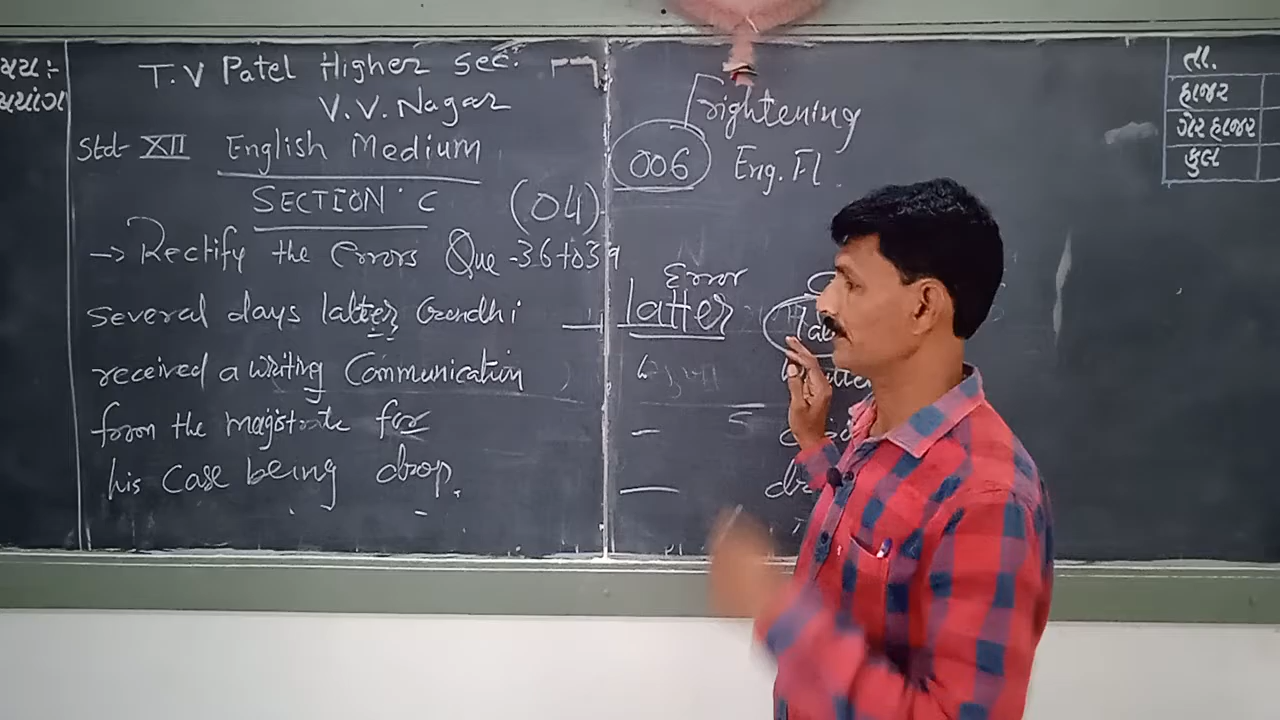 સમય:-
T.V Patel Higher Sec.
V.V. Nagar
Std- XII English Medium
SECTION 'C (04)
→ Rectify the Errors Que - 36 to 39
several days latter Gandhi
received a writing Communication
from the magistrate for
his case being drop.
Frightening
006 Eng. Fl
Error
latter
તા.
હાજર
ગેર હાજર
કુલ